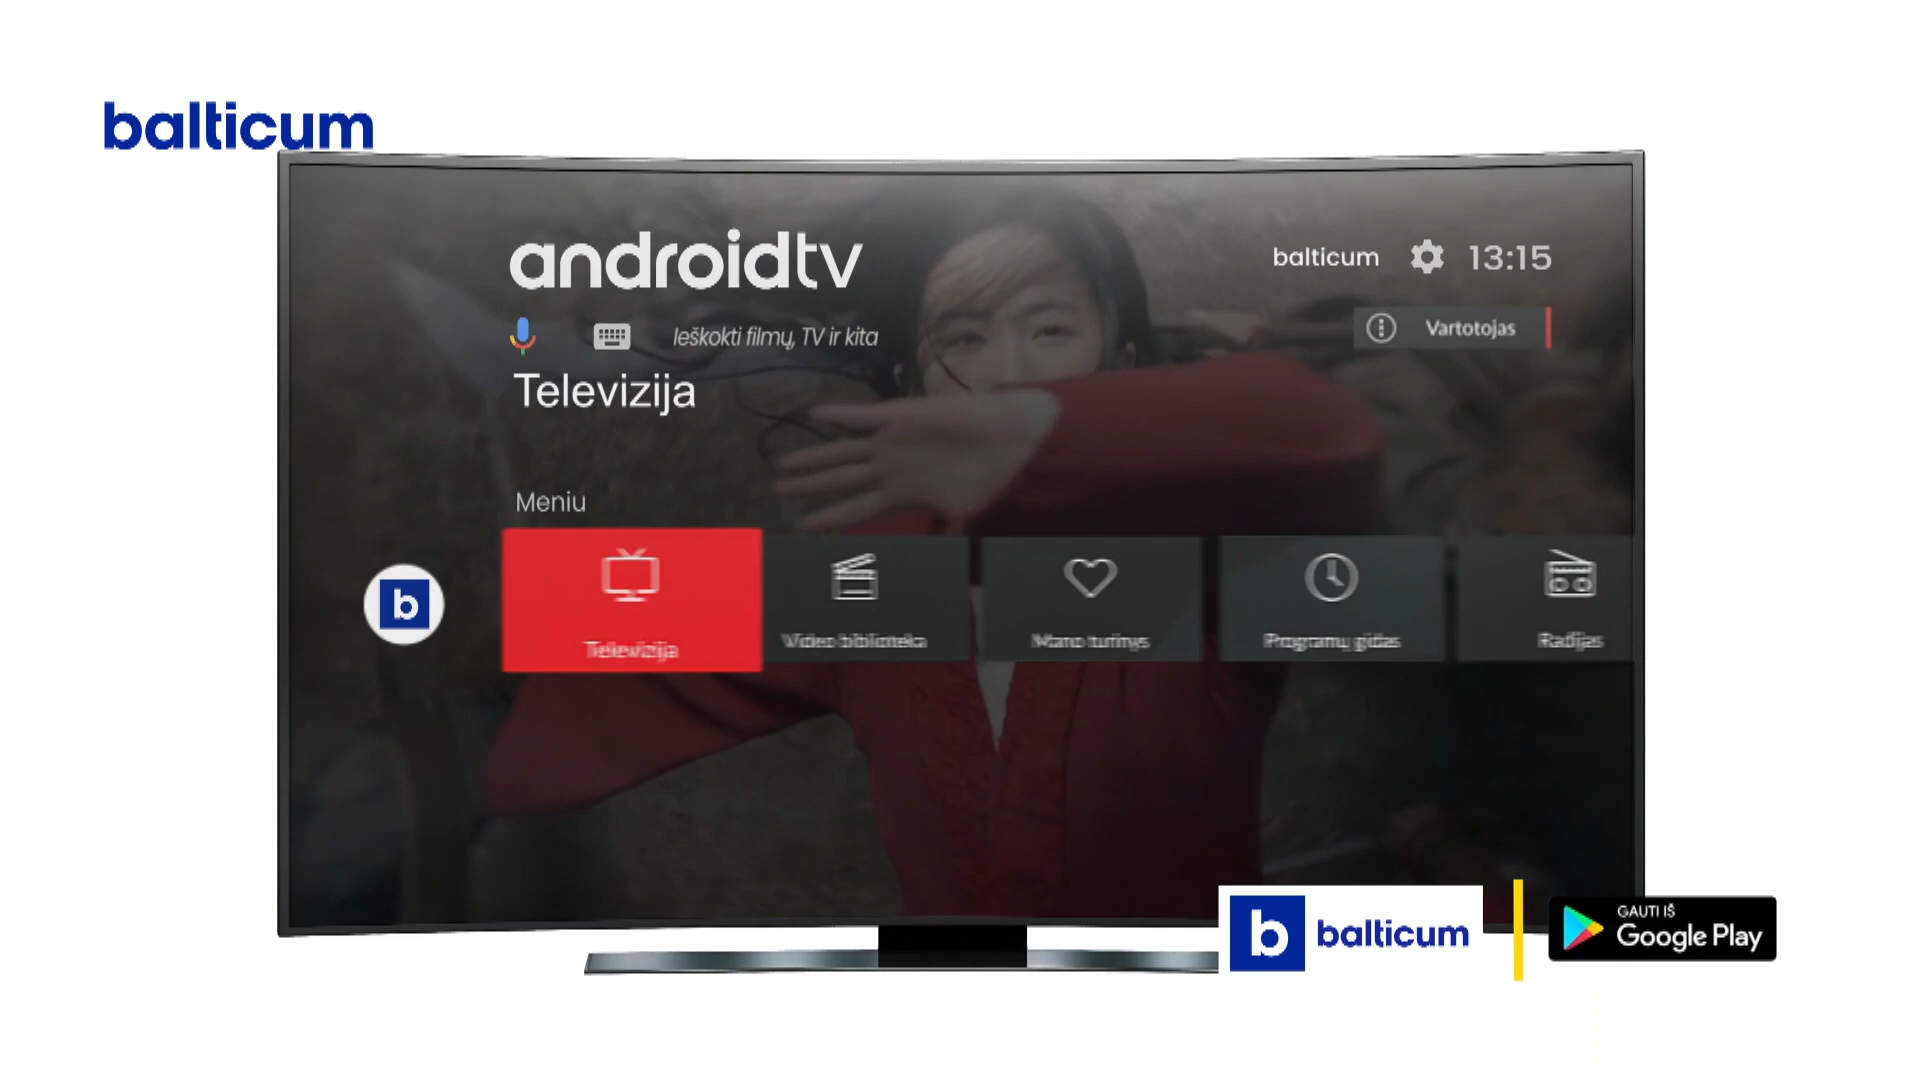 balticum
androidtv
balticum
13:15
Ieškokti filmų, TV ir kita
Vartotojas
Televizija
Meniu
b
Televizija
Video biblioteka
Mano turinys
Programų gidas
Radijas
b balticum
GAUTI IŠ
Google Play